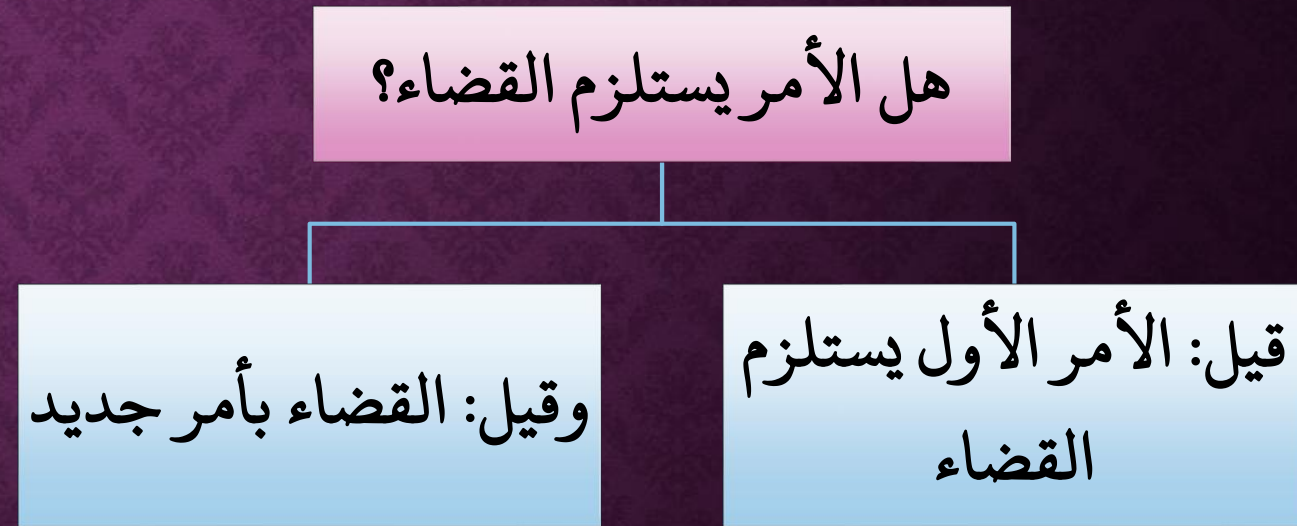 هل الأمر يستلزم القضاء؟
قيل: الأمر الأول يستلزم
القضاء
وقيل: القضاء بأمر جديد